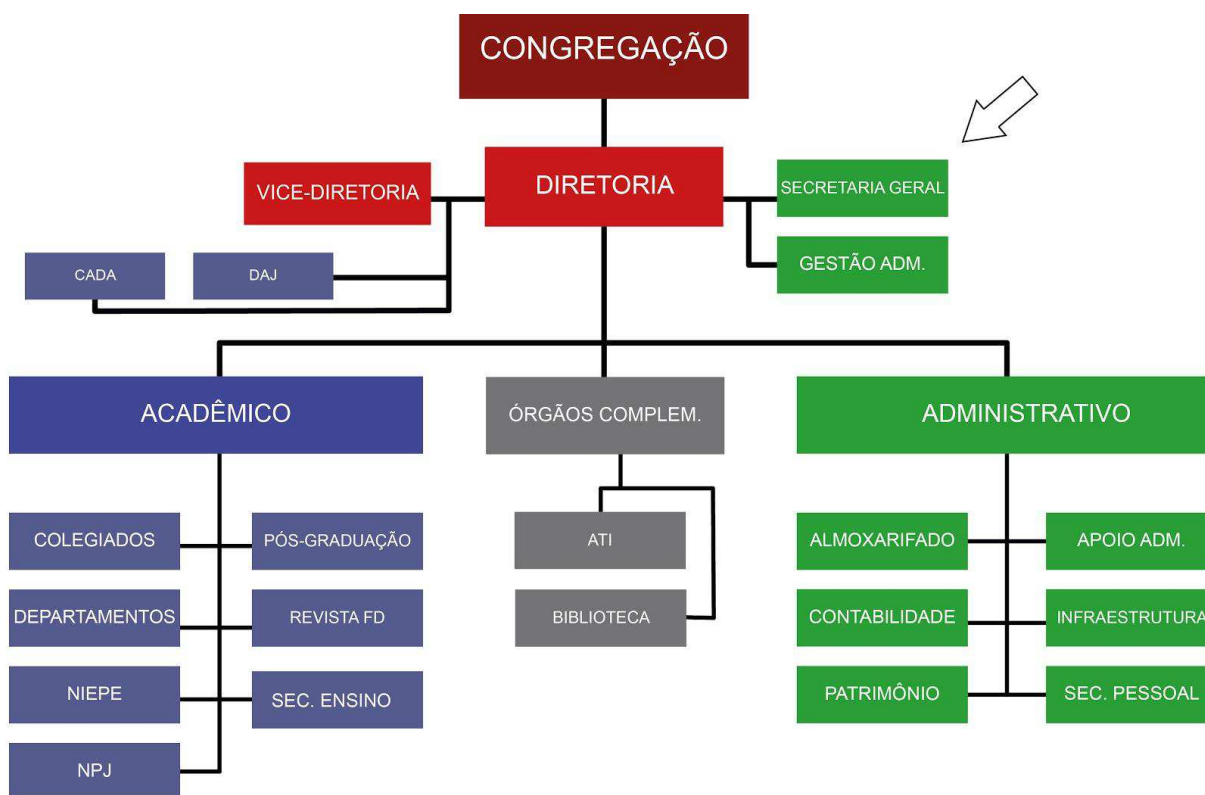 CONGREGAÇÃO
VICE-DIRETORIA
DIRETORIA
SECRETARIA GERAL
GESTÃO ADM.
CADA
DAJ
ACADÊMICO
ÓRGÃOS COMPLEM.
ADMINISTRATIVO
COLEGIADOS
PÓS-GRADUAÇÃO
DEPARTAMENTOS
REVISTA FD
NIEPE
SEC. ENSINO
NPJ
ATI
BIBLIOTECA
ALMOXARIFADO
APOIO ADM.
CONTABILIDADE
INFRAESTRUTURA
PATRIMÔNIO
SEC. PESSOAL